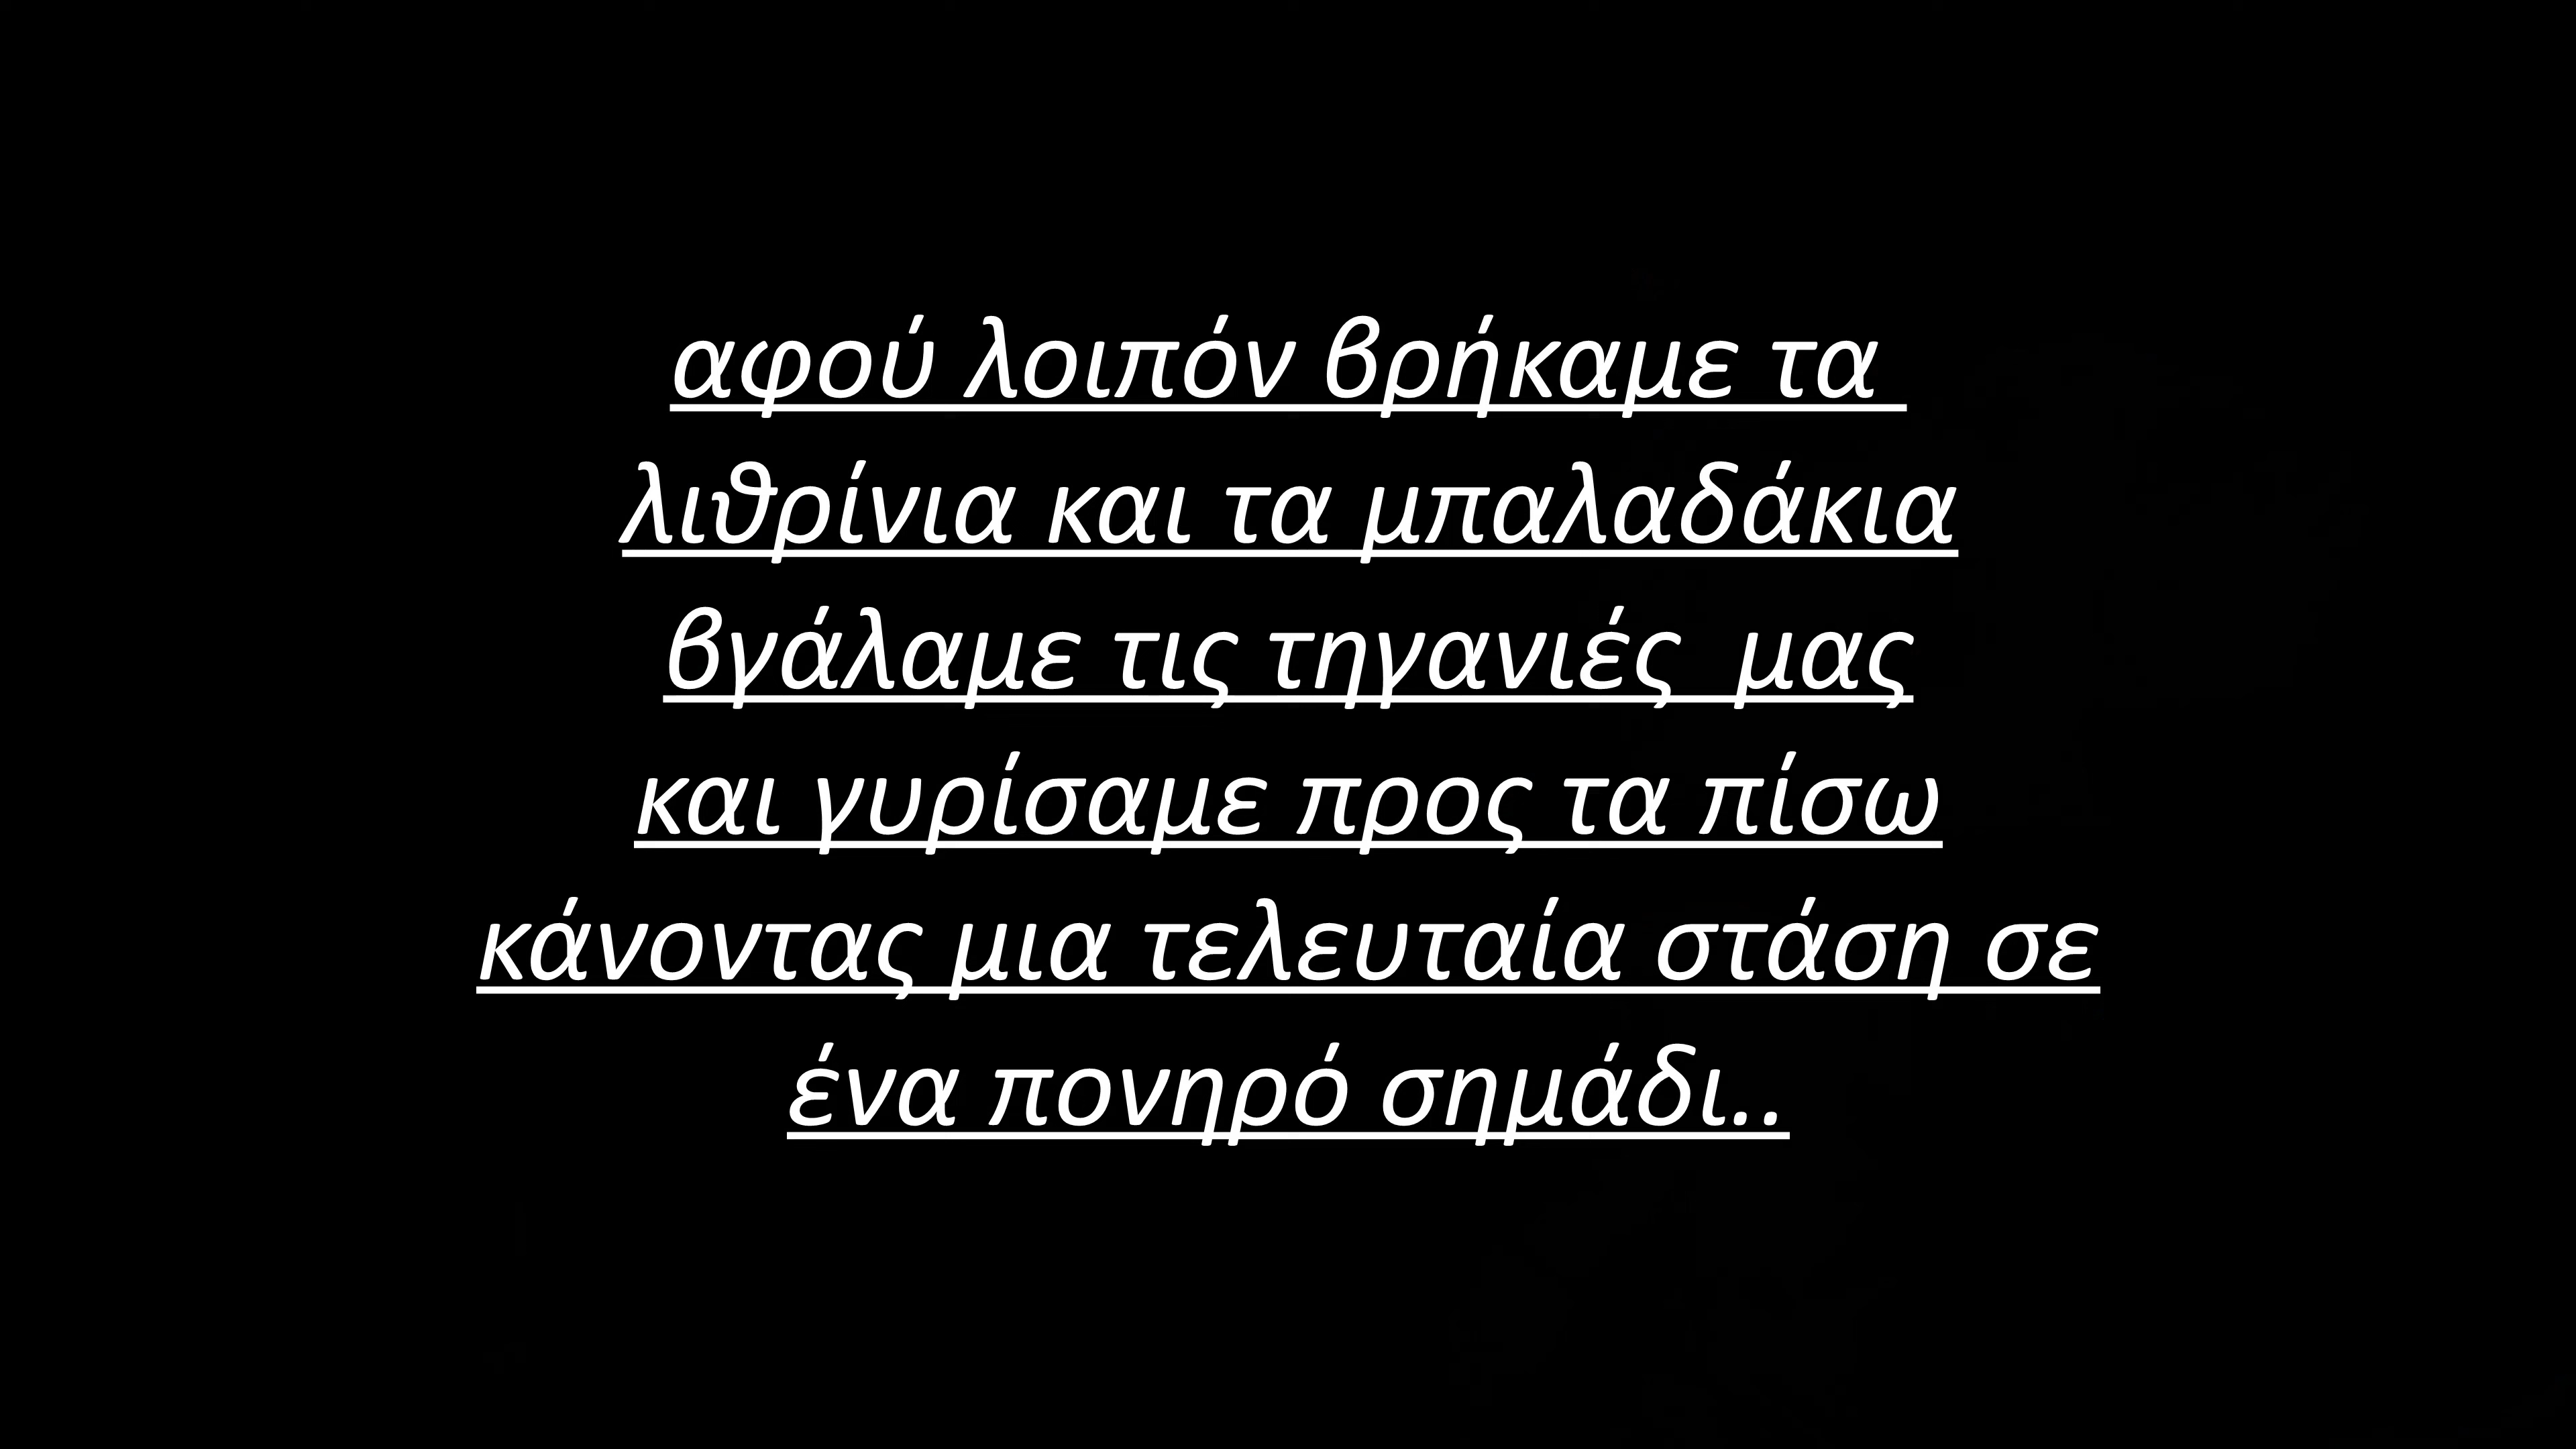 αφού λοιπόν βρήκαμε τα
λιθρίνια και τα μπαλαδάκια
βγάλαμε τις τηγανιές  μας
και γυρίσαμε προς τα πίσω
κάνοντας μια τελευταία στάση σε
ένα πονηρό σημάδι..